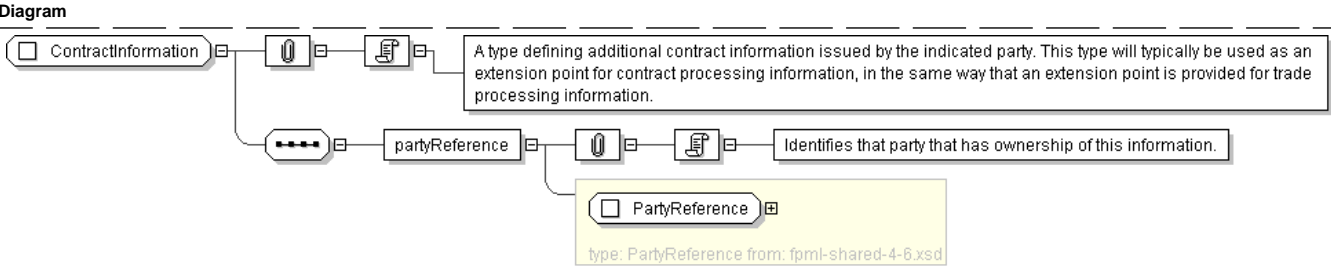 Diagram
ContractInformation
A type defining additional contract information issued by the indicated party. This type will typically be used as an
extension point for contract processing information, in the same way that an extension point is provided for trade
processing information.
partyReference
Identifies that party that has ownership of this information.
PartyReference
type: PartyReference from: fpml-shared-4-6.xsd